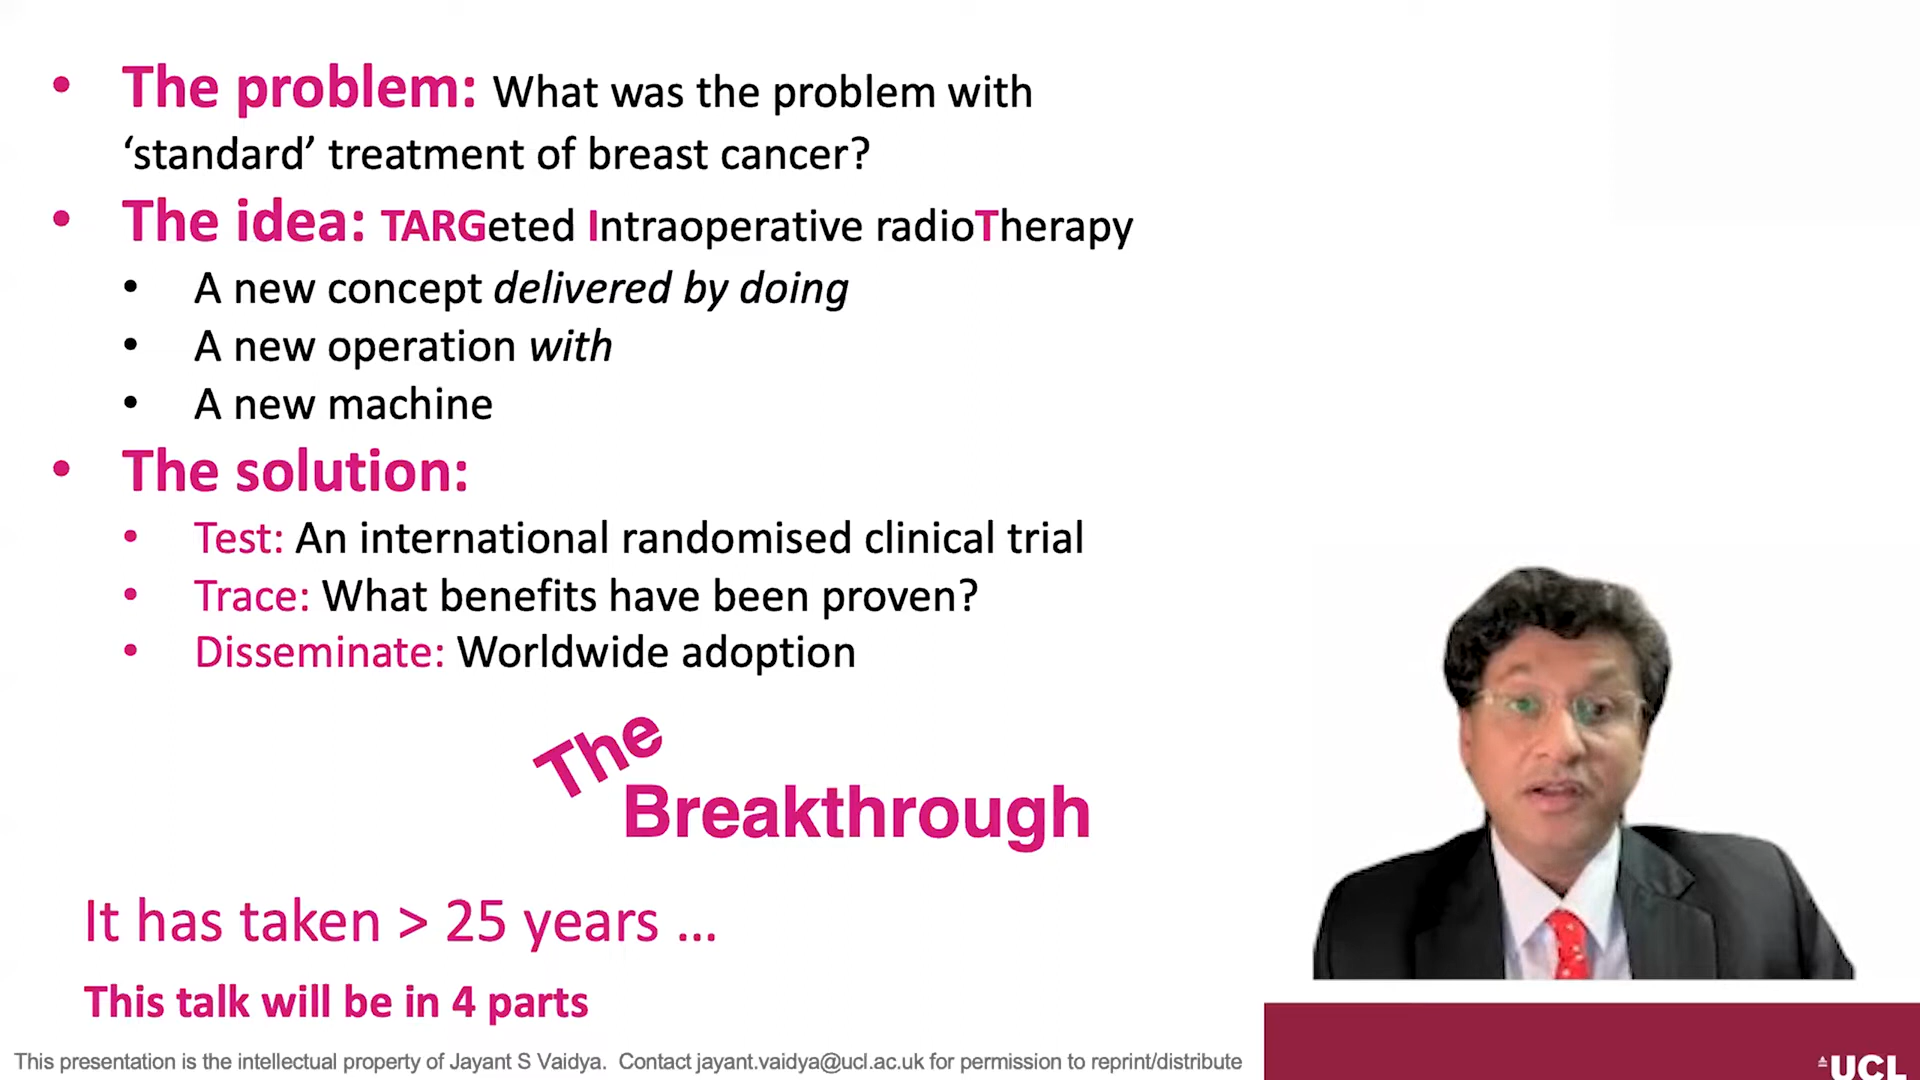 • The problem: What was the problem with
‘standard’ treatment of breast cancer?
• The idea: TARGeted Intraoperative radioTherapy
• A new concept delivered by doing
• A new operation with
• A new machine
• The solution:
• Test: An international randomised clinical trial
• Trace: What benefits have been proven?
• Disseminate: Worldwide adoption
The
Breakthrough
It has taken > 25 years ...
This talk will be in 4 parts
This presentation is the intellectual property of Jayant S Vaidya. Contact jayant.vaidya@ucl.ac.uk for permission to reprint/distribute
UCL